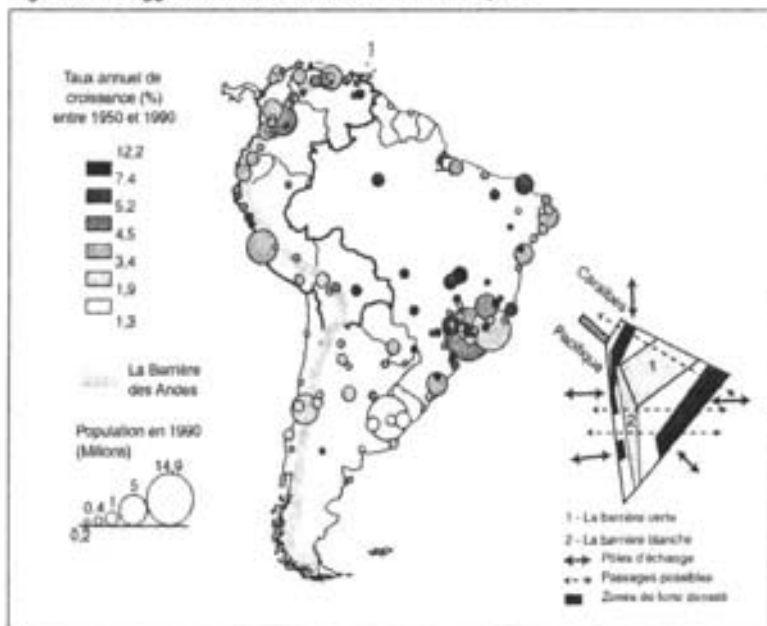 Taux annuel de
croissance (%)
entre 1950 et 1990
12,2
7,4
5,2
4,5
3,4
1,9
1,3
La Barrière
des Andes
Population en 1990
(Millions)
14,9
5
1
0,4
0,2
Caraïbes
Pacifique
1
2
1 - La barrière verte
2 - La barrière blanche
Pôles d'échange
Passages possibles
Zones de forte densité